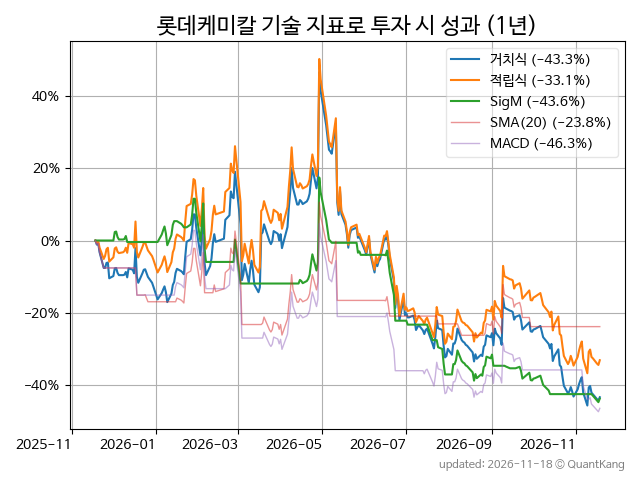 롯데케미칼 기술 지표로 투자 시 성과 (1년)
거치식 (−43.3%)
적립식 (−33.1%)
SigM (−43.6%)
SMA(20) (−23.8%)
MACD (−46.3%)
40%
20%
0%
−20%
−40%
2025-11 2026-01 2026-03 2026-05 2026-07 2026-09 2026-11
updated: 2026-11-18 © QuantKang